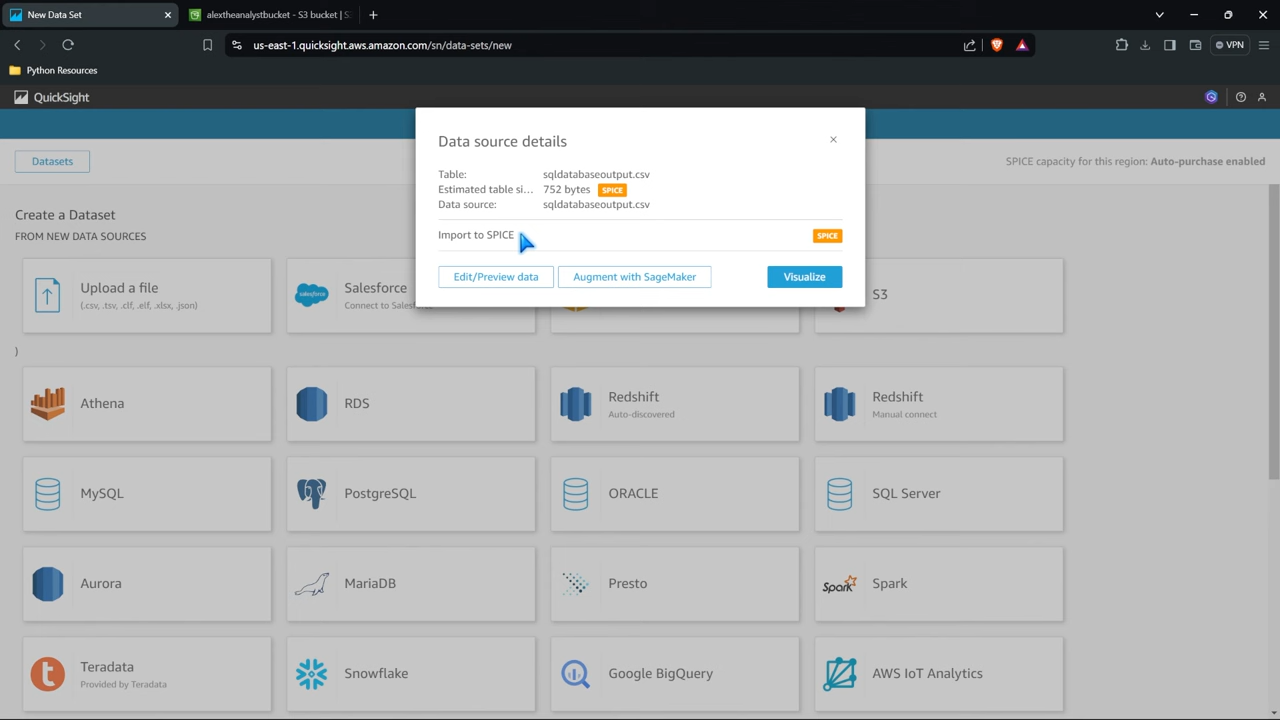 New Data Set
alextheanalystbucket - S3 bucket | S
us-east-1.quicksight.aws.amazon.com/sn/data-sets/new
VPN
Python Resources
QuickSight
Datasets
SPICE capacity for this region: Auto-purchase enabled
Data source details
Table: sqldatabaseoutput.csv
Estimated table si... 752 bytes SPICE
Data source: sqldatabaseoutput.csv
Import to SPICE SPICE
Edit/Preview data Augment with SageMaker Visualize
Create a Dataset
FROM NEW DATA SOURCES
Upload a file
(.csv, .tsv, .clf, .elf, .xlsx, .json)
Salesforce
Connect to Salesf
S3
)
Athena
RDS
Redshift
Auto-discovered
Redshift
Manual connect
MySQL
PostgreSQL
ORACLE
SQL Server
Aurora
MariaDB
Presto
Spark
Spark
Teradata
Provided by Teradata
Snowflake
Google BigQuery
AWS IoT Analytics